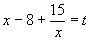 x − 8 + 15/x = t